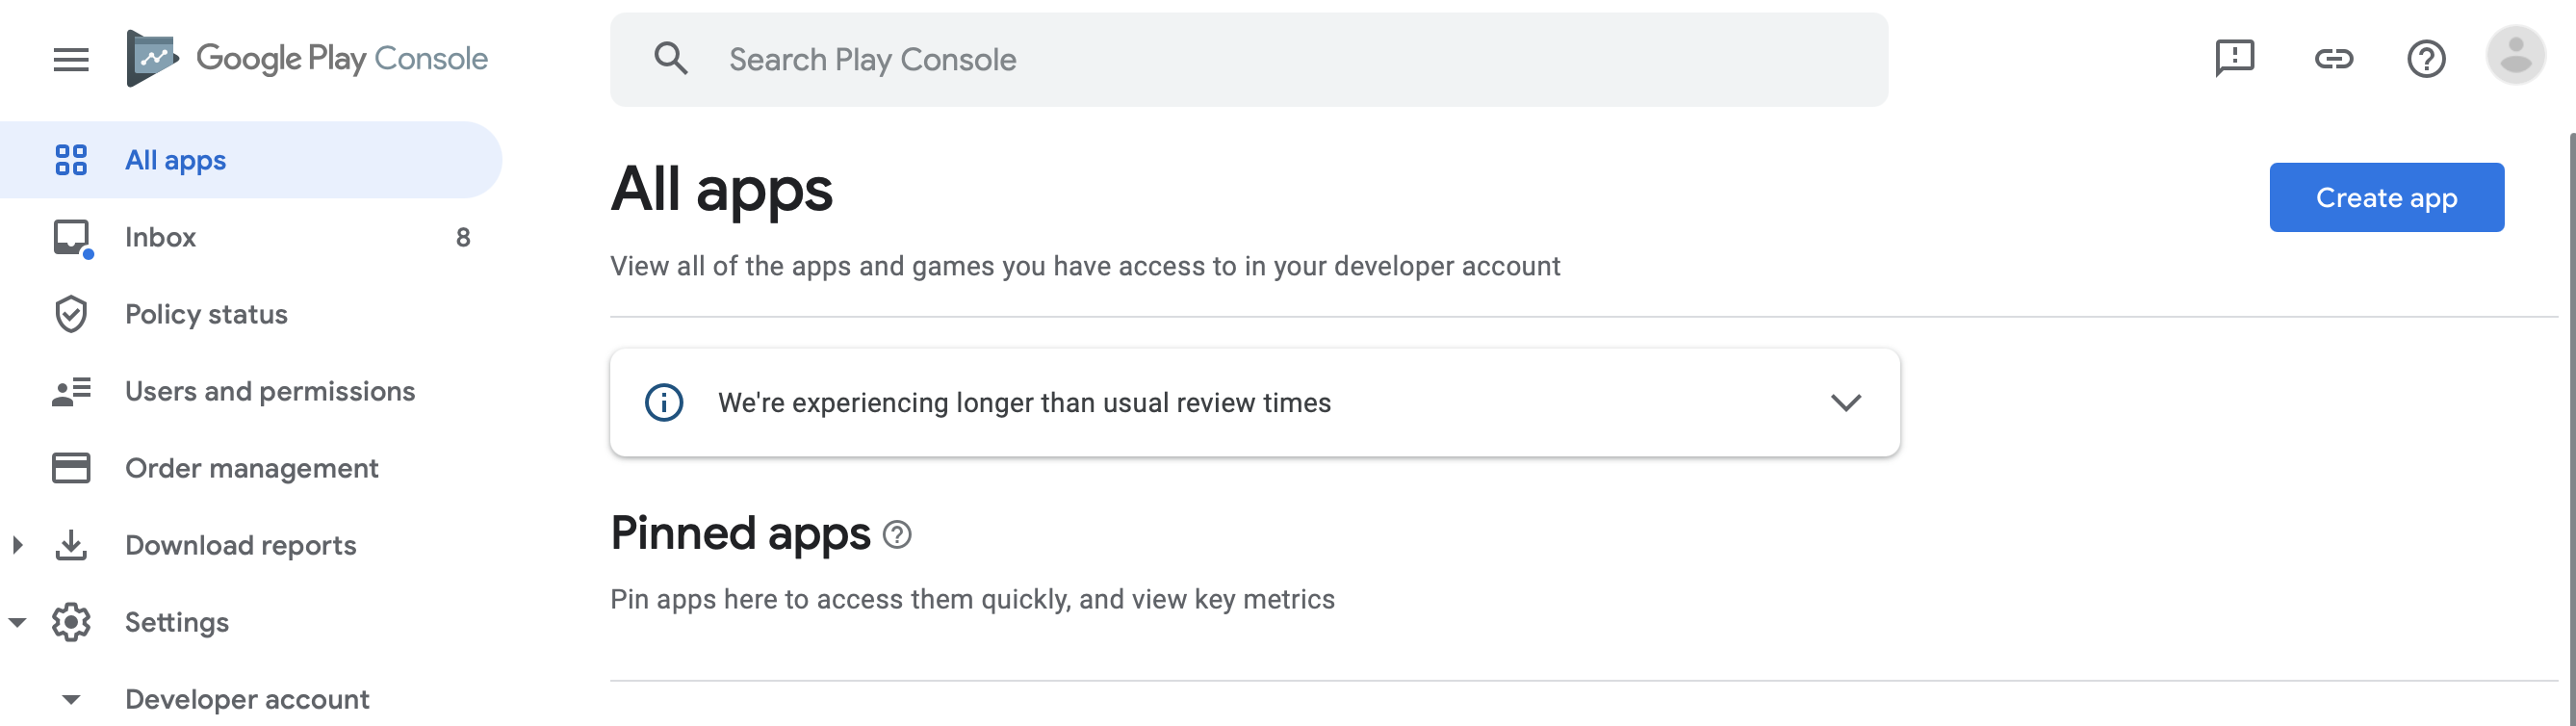 Google Play Console
Search Play Console
All apps
Inbox 8
Policy status
Users and permissions
Order management
Download reports
Settings
Developer account
All apps
Create app
View all of the apps and games you have access to in your developer account
We're experiencing longer than usual review times
Pinned apps
Pin apps here to access them quickly, and view key metrics